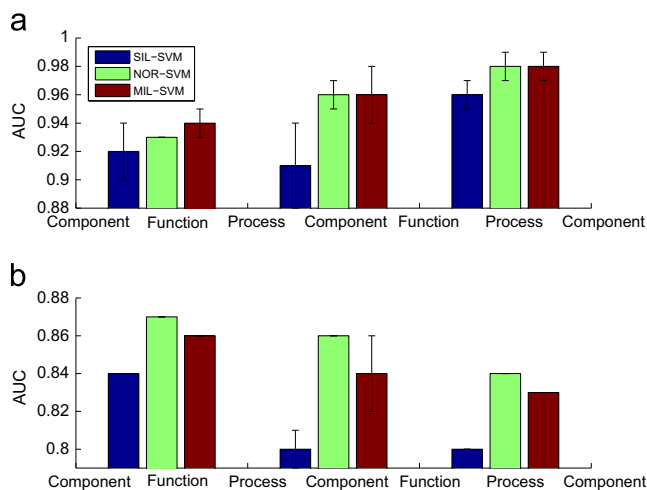 a
1
0.98
0.96
0.94
0.92
0.9
0.88
AUC
SIL-SVM
NOR-SVM
MIL-SVM
Component Function Process Component Function Process Component
b
0.88
0.86
0.84
0.82
0.8
AUC
Component Function Process Component Function Process Component